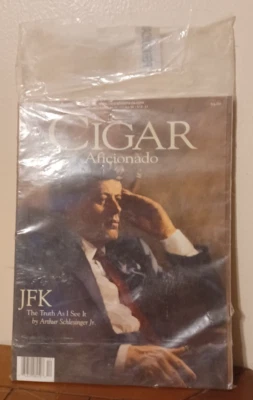 CIGAR
Aficionado
JFK
The Truth As I See It
by Arthur Schlesinger Jr.